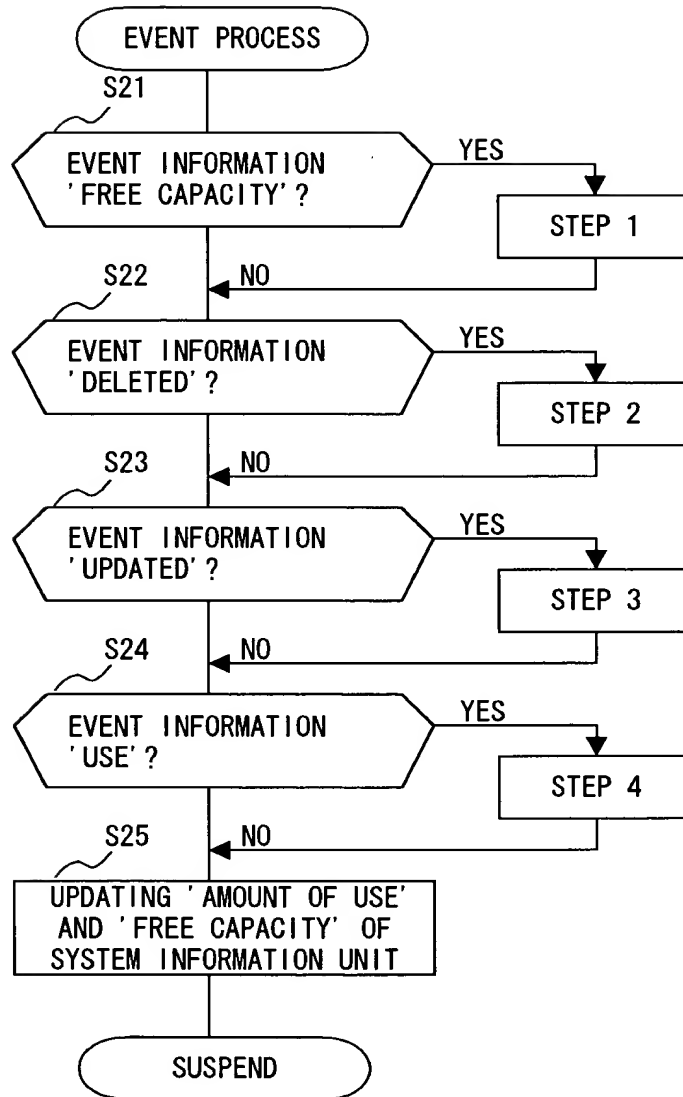 EVENT PROCESS
S21
EVENT INFORMATION
'FREE CAPACITY'?
YES
STEP 1
NO
S22
EVENT INFORMATION
'DELETED'?
YES
STEP 2
NO
S23
EVENT INFORMATION
'UPDATED'?
YES
STEP 3
NO
S24
EVENT INFORMATION
'USE'?
YES
STEP 4
NO
S25
UPDATING 'AMOUNT OF USE'
AND 'FREE CAPACITY' OF
SYSTEM INFORMATION UNIT
SUSPEND